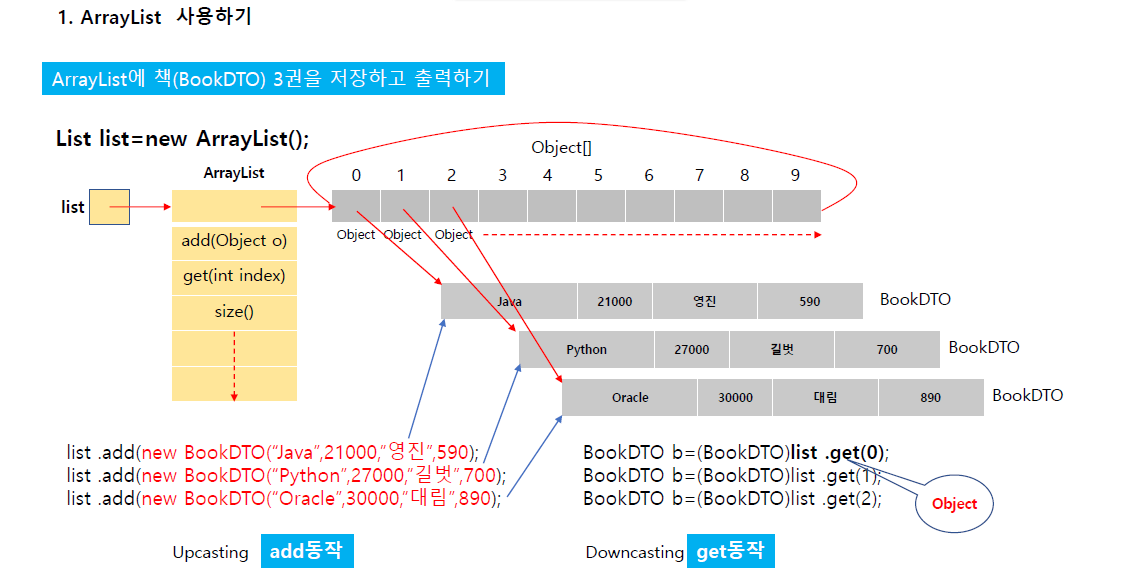 1. ArrayList 사용하기
ArrayList에 책(BookDTO) 3권을 저장하고 출력하기
List list=new ArrayList();
Object[]
ArrayList
0 1 2 3 4 5 6 7 8 9
list
Object Object Object
add(Object o)
get(int index)
size()
Java 21000 영진 590 BookDTO
Python 27000 길벗 700 BookDTO
Oracle 30000 대림 890 BookDTO
list .add(new BookDTO(“Java”,21000,“영진”,590);
list .add(new BookDTO(“Python”,27000,“길벗”,700);
list .add(new BookDTO(“Oracle”,30000,“대림”,890);
BookDTO b=(BookDTO)list .get(0);
BookDTO b=(BookDTO)list .get(1);
BookDTO b=(BookDTO)list .get(2);
Object
Upcasting add동작
Downcasting get동작